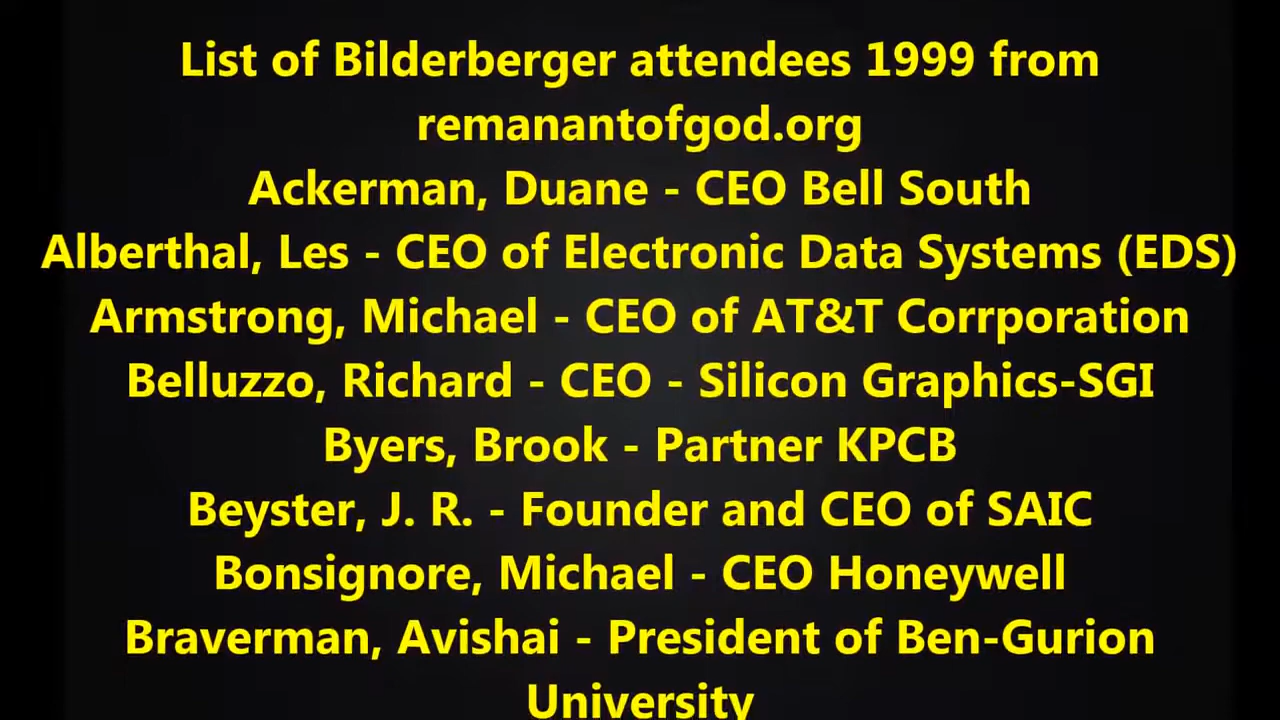 List of Bilderberger attendees 1999 from
remanantofgod.org
Ackerman, Duane - CEO Bell South
Alberthal, Les - CEO of Electronic Data Systems (EDS)
Armstrong, Michael - CEO of AT&T Corrporation
Belluzzo, Richard - CEO - Silicon Graphics-SGI
Byers, Brook - Partner KPCB
Beyster, J. R. - Founder and CEO of SAIC
Bonsignore, Michael - CEO Honeywell
Braverman, Avishai - President of Ben-Gurion
University